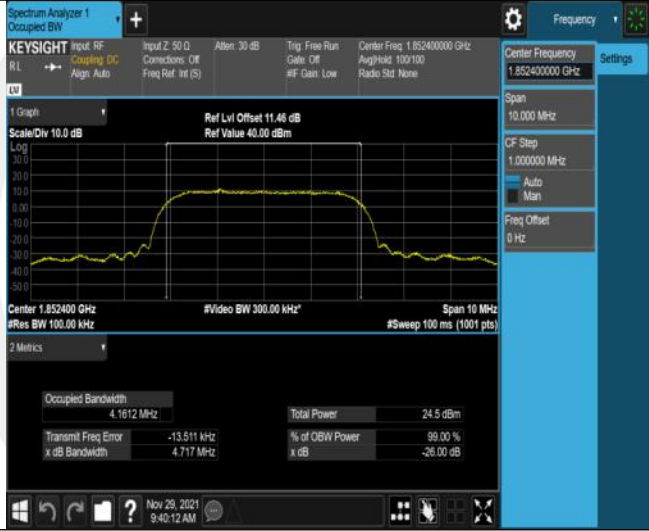 Spectrum Analyzer 1
Occupied BW
+
Frequency
KEYSIGHT Input: RF Input Z: 50 Ω Atten: 30 dB Trig: Free Run Center Freq: 1.852400000 GHz
RL Coupling: DC Corrections: Off Gate: Off Avg|Hold: 100/100
Align: Auto Freq Ref: Int (S) #IF Gain: Low Radio Std: None
LV
Center Frequency
1.852400000 GHz
Settings
Span
10.000 MHz
CF Step
1.000000 MHz
Auto
Man
Freq Offset
0 Hz
1 Graph
Ref Lvl Offset 11.46 dB
Scale/Div 10.0 dB Ref Value 40.00 dBm
Log
30.0
20.0
10.0
0.00
-10.0
-20.0
-30.0
-40.0
-50.0
Center 1.852400 GHz #Video BW 300.00 kHz* Span 10 MHz
#Res BW 100.00 kHz #Sweep 100 ms (1001 pts)
2 Metrics
Occupied Bandwidth
4.1612 MHz Total Power 24.5 dBm
Transmit Freq Error -13.511 kHz % of OBW Power 99.00 %
x dB Bandwidth 4.717 MHz x dB -26.00 dB
? Nov 29, 2021
9:40:12 AM